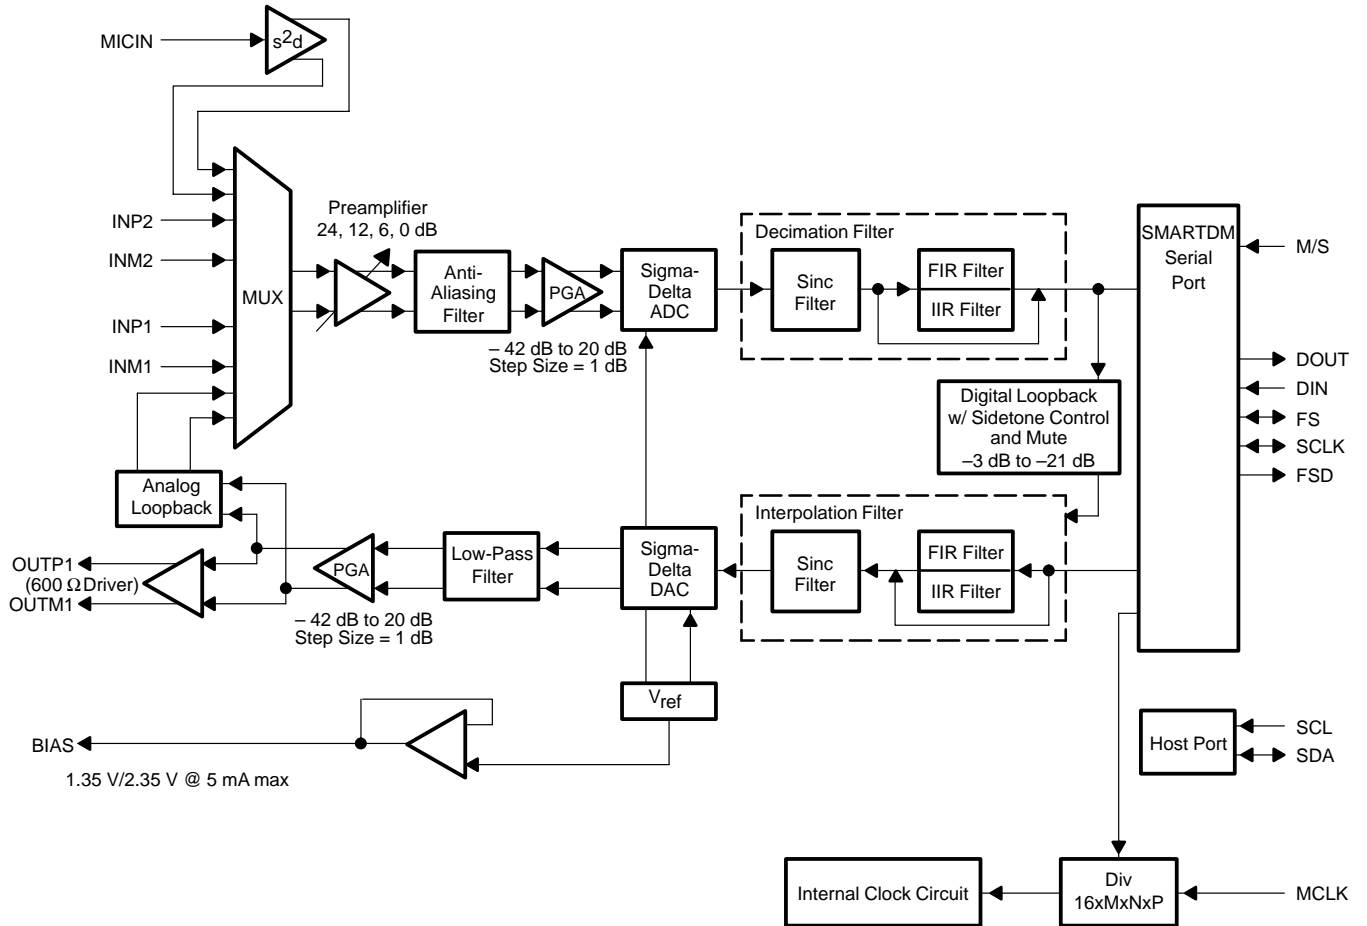 MICIN
s2d
INP2
INM2
INP1
INM1
MUX
Preamplifier
24, 12, 6, 0 dB
Anti-
Aliasing
Filter
PGA
– 42 dB to 20 dB
Step Size = 1 dB
Sigma-
Delta
ADC
Decimation Filter
Sinc
Filter
FIR Filter
IIR Filter
SMARTDM
Serial
Port
M/S
DOUT
DIN
FS
SCLK
FSD
Digital Loopback
w/ Sidetone Control
and Mute
–3 dB to –21 dB
Analog
Loopback
OUTP1
(600 Ω Driver)
OUTM1
PGA
– 42 dB to 20 dB
Step Size = 1 dB
Low-Pass
Filter
Sigma-
Delta
DAC
Interpolation Filter
Sinc
Filter
FIR Filter
IIR Filter
Vref
BIAS
1.35 V/2.35 V @ 5 mA max
Host Port
SCL
SDA
Internal Clock Circuit
Div
16xMxNxP
MCLK